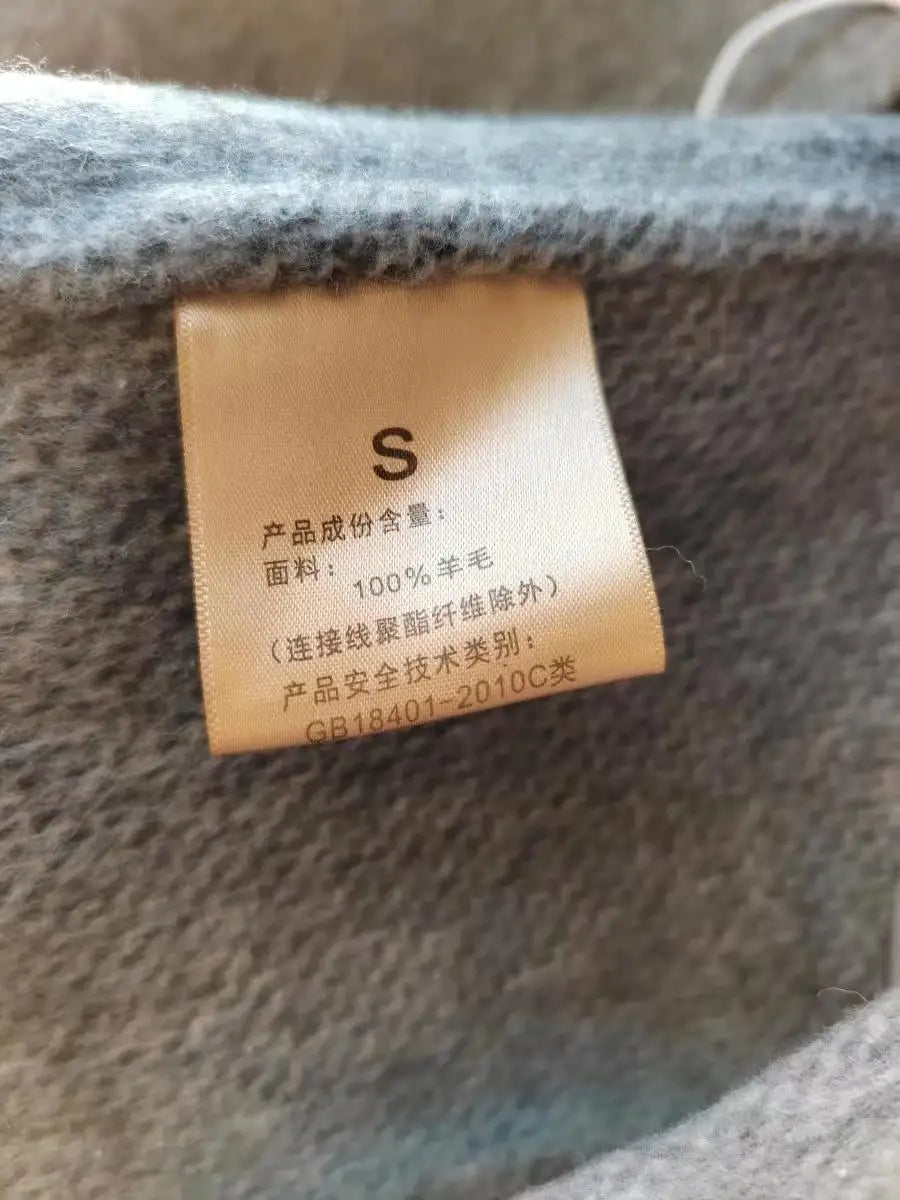 S
产品成份含量：
面料： 100%羊毛
（连接线聚酯纤维除外）
产品安全技术类别：
GB18401-2010C类